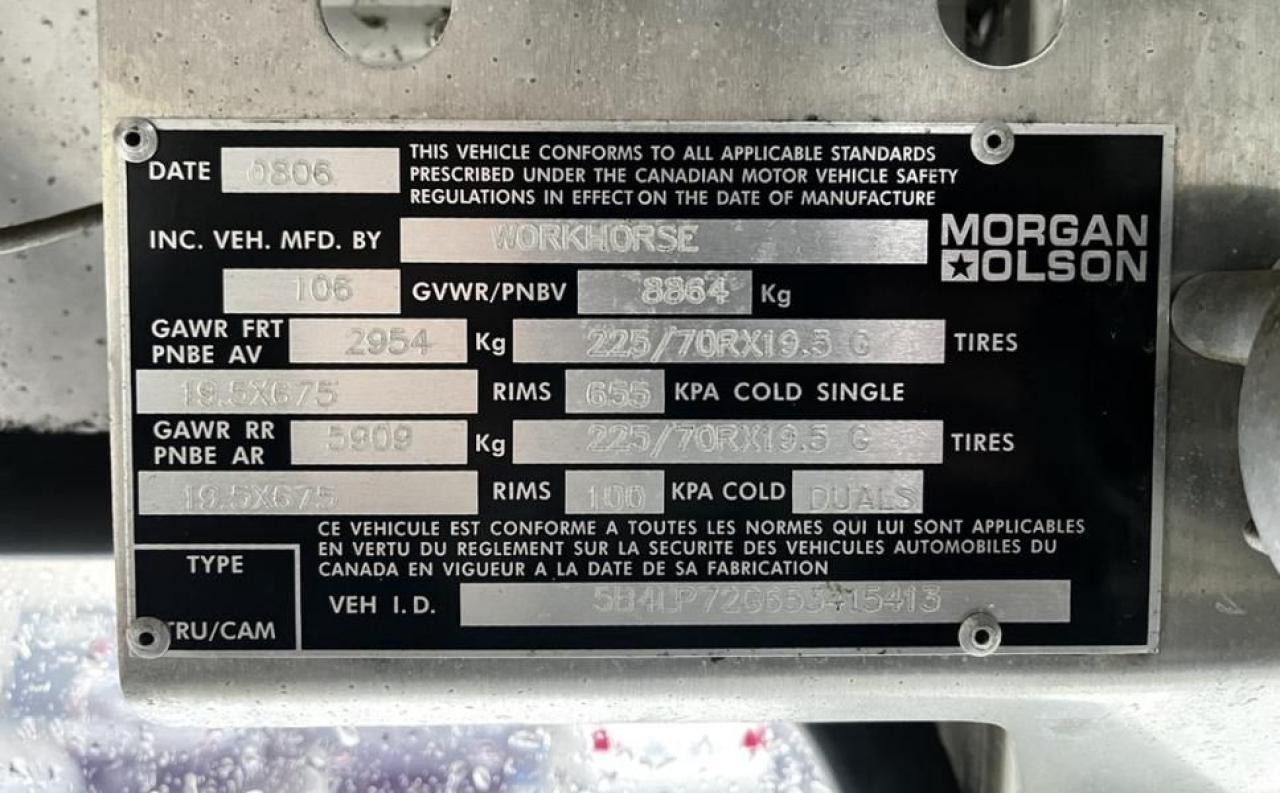 DATE 0806
THIS VEHICLE CONFORMS TO ALL APPLICABLE STANDARDS
PRESCRIBED UNDER THE CANADIAN MOTOR VEHICLE SAFETY
REGULATIONS IN EFFECT ON THE DATE OF MANUFACTURE
INC. VEH. MFD. BY WORKHORSE
MORGAN
OLSON
106 GVWR/PNBV 8864 Kg
GAWR FRT
PNBE AV 2954 Kg 225/70RX19.5 G TIRES
19.5X675 RIMS 655 KPA COLD SINGLE
GAWR RR
PNBE AR 5909 Kg 225/70RX19.5 G TIRES
19.5X675 RIMS 100 KPA COLD DUALS
CE VEHICULE EST CONFORME A TOUTES LES NORMES QUI LUI SONT APPLICABLES
EN VERTU DU REGLEMENT SUR LA SECURITE DES VEHICULES AUTOMOBILES DU
CANADA EN VIGUEUR A LA DATE DE SA FABRICATION
TYPE
TRU/CAM
VEH I.D.